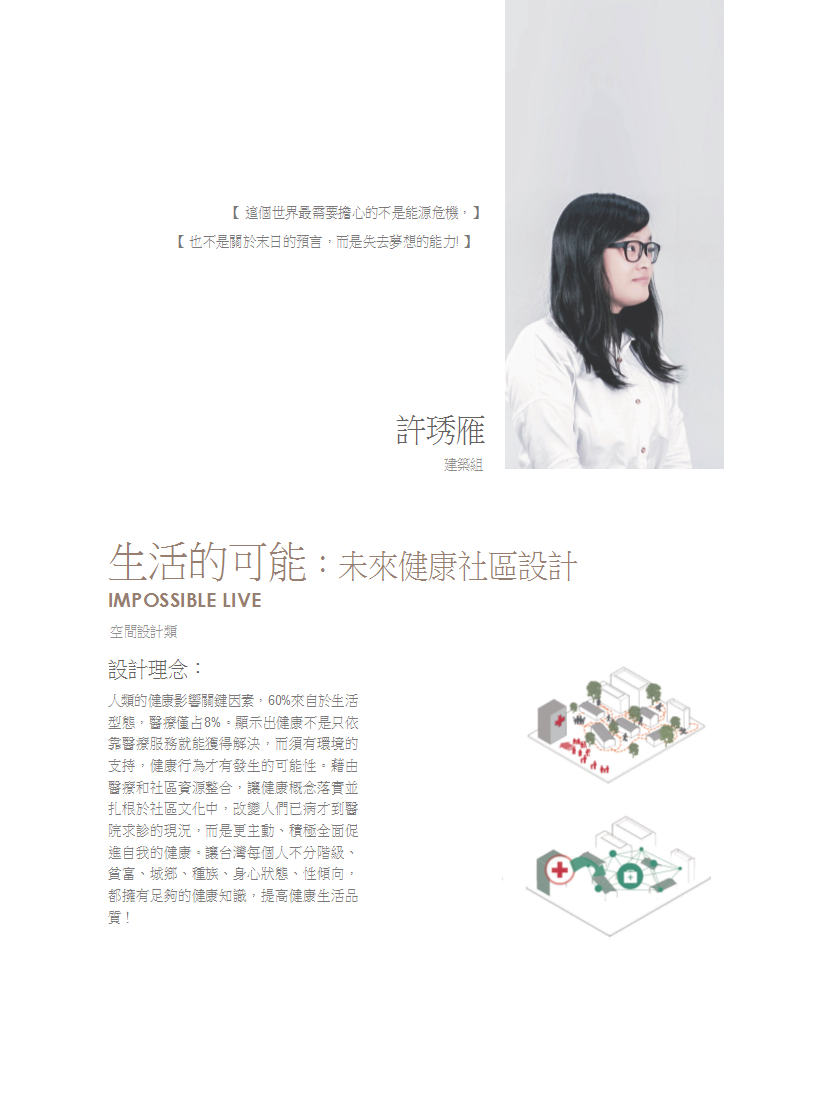 【 這個世界最需要擔心的不是能源危機，】
【 也不是關於末日的預言，而是失去夢想的能力! 】
許琇雁
建築組
生活的可能：未來健康社區設計
IMPOSSIBLE LIVE
空間設計類
設計理念：
人類的健康影響關鍵因素，60%來自於生活
型態，醫療僅占8%。顯示出健康不是只依
靠醫療服務就能獲得解決，而須有環境的
支持，健康行為才有發生的可能性。藉由
醫療和社區資源整合，讓健康概念落實並
扎根於社區文化中，改變人們已病才到醫
院求診的現況，而是更主動、積極全面促
進自我的健康。讓台灣每個人不分階級、
貧富、城鄉、種族、身心狀態、性傾向，
都擁有足夠的健康知識，提高健康生活品
質！